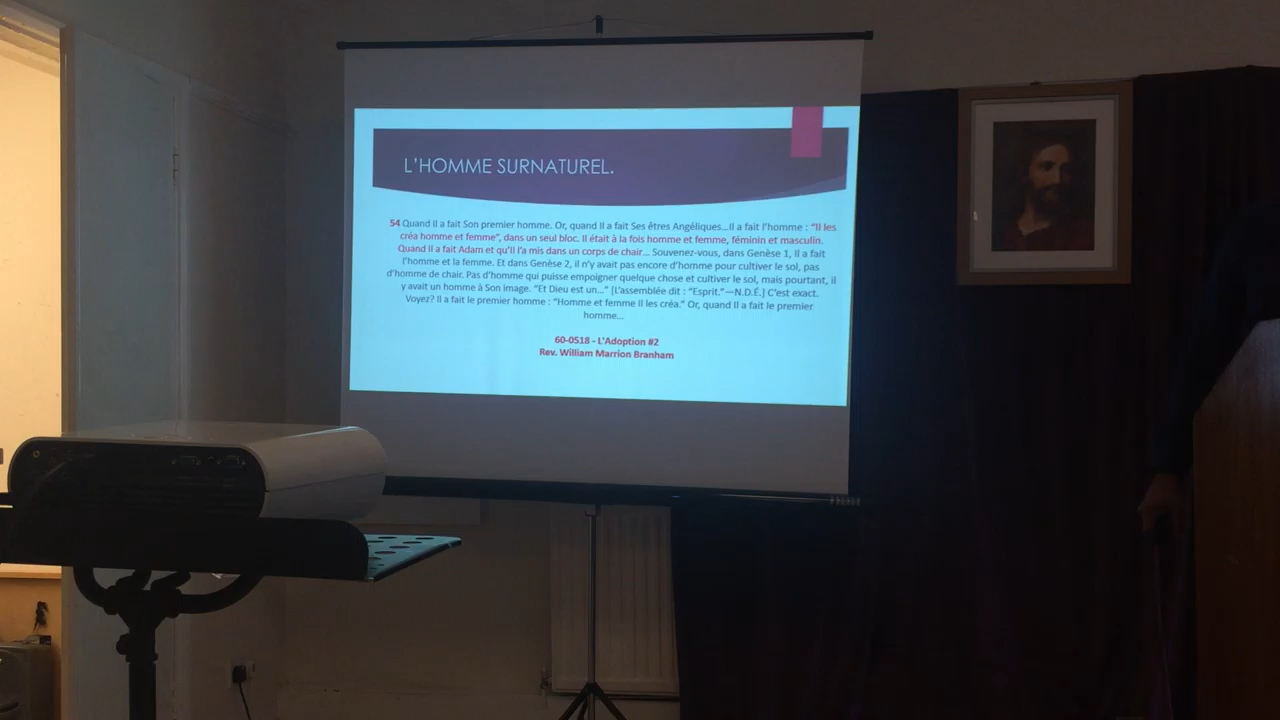 L'HOMME SURNATUREL.
54 Quand Il a fait Son premier homme. Or, quand Il a fait Ses êtres Angéliques...Il a fait l'homme : “Il les
créa homme et femme”, dans un seul bloc. Il était à la fois homme et femme, féminin et masculin.
Quand Il a fait Adam et qu'Il l'a mis dans un corps de chair... Souvenez-vous, dans Genèse 1, Il a fait
l'homme et la femme. Et dans Genèse 2, il n'y avait pas encore d'homme pour cultiver le sol, pas
d'homme de chair. Pas d'homme qui puisse empoigner quelque chose et cultiver le sol, mais pourtant, il
y avait un homme à Son image. “Et Dieu est un...” [L'assemblée dit : “Esprit.”—N.D.É.] C'est exact.
Voyez? Il a fait le premier homme : “Homme et femme Il les créa.” Or, quand Il a fait le premier
homme...
60-0518 - L'Adoption #2
Rev. William Marrion Branham